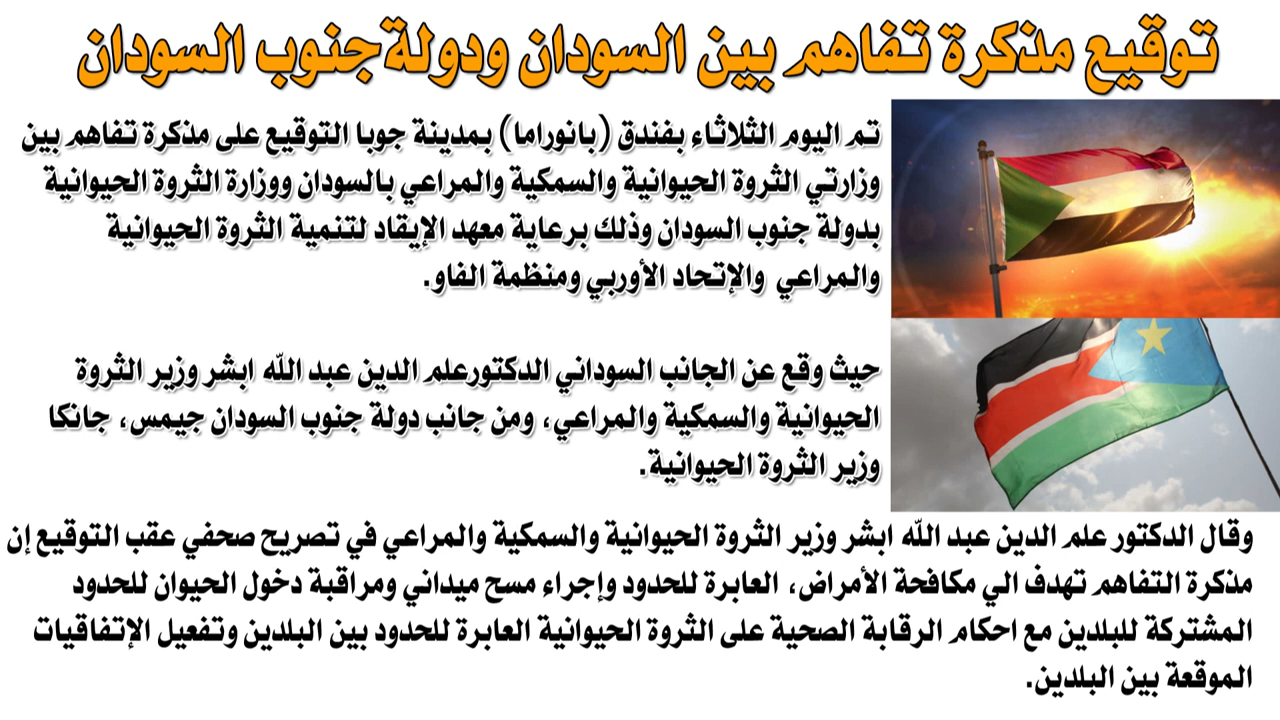 توقيع مذكرة تفاهم بين السودان ودولة جنوب السودان
تم اليوم الثلاثاء بفندق (بانوراما) بمدينة جوبا التوقيع على مذكرة تفاهم بين
وزارتي الثروة الحيوانية والسمكية والمراعي بالسودان ووزارة الثروة الحيوانية
بدولة جنوب السودان وذلك برعاية معهد الإيقاد لتنمية الثروة الحيوانية
والمراعي والإتحاد الأوربي ومنظمة الفاو.
حيث وقع عن الجانب السوداني الدكتورعلم الدين عبد الله ابشر وزير الثروة
الحيوانية والسمكية والمراعي، ومن جانب دولة جنوب السودان جيمس، جانكا
وزير الثروة الحيوانية.
وقال الدكتور علم الدين عبد الله ابشر وزير الثروة الحيوانية والسمكية والمراعي في تصريح صحفي عقب التوقيع إن
مذكرة التفاهم تهدف الي مكافحة الأمراض، العابرة للحدود وإجراء مسح ميداني ومراقبة دخول الحيوان للحدود
المشتركة للبلدين مع احكام الرقابة الصحية على الثروة الحيوانية العابرة للحدود بين البلدين وتفعيل الإتفاقيات
الموقعة بين البلدين.